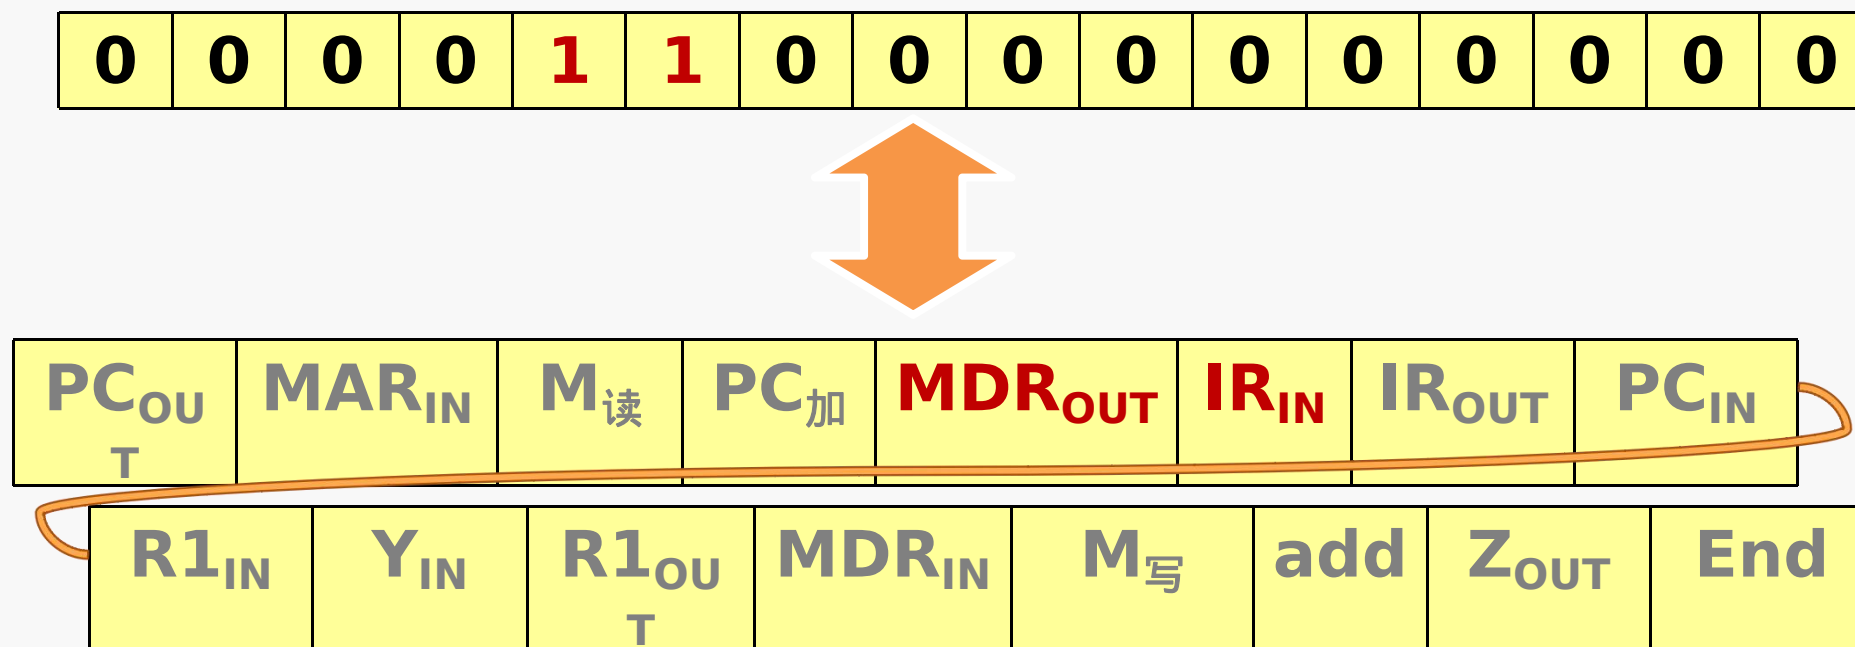 0 0 0 0 1 1 0 0 0 0 0 0 0 0 0 0
PCOUT MARIN M读 PC加 MDROUT IRIN IROUT PCIN
R1IN YIN R1OUT MDRIN M写 add ZOUT End